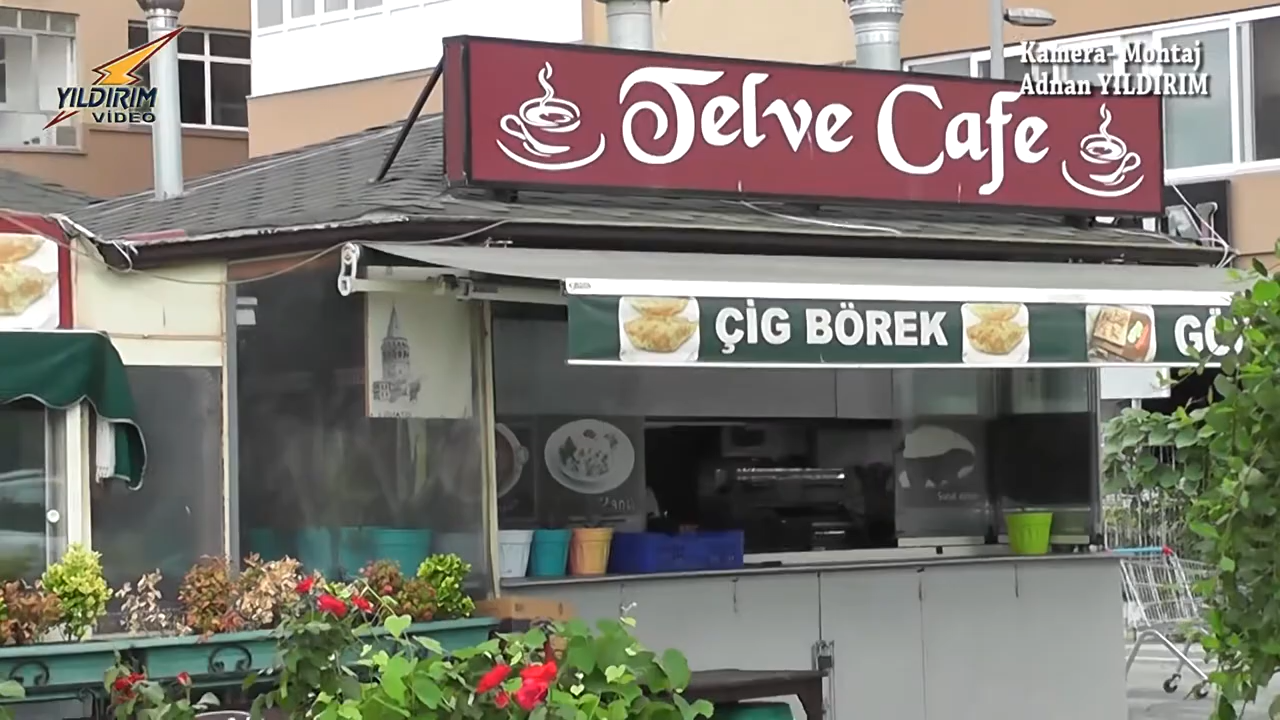 YILDIRIM
VİDEO
Kamera- Montaj
Adnan YILDIRIM
Telve Cafe
ÇİG BÖREK